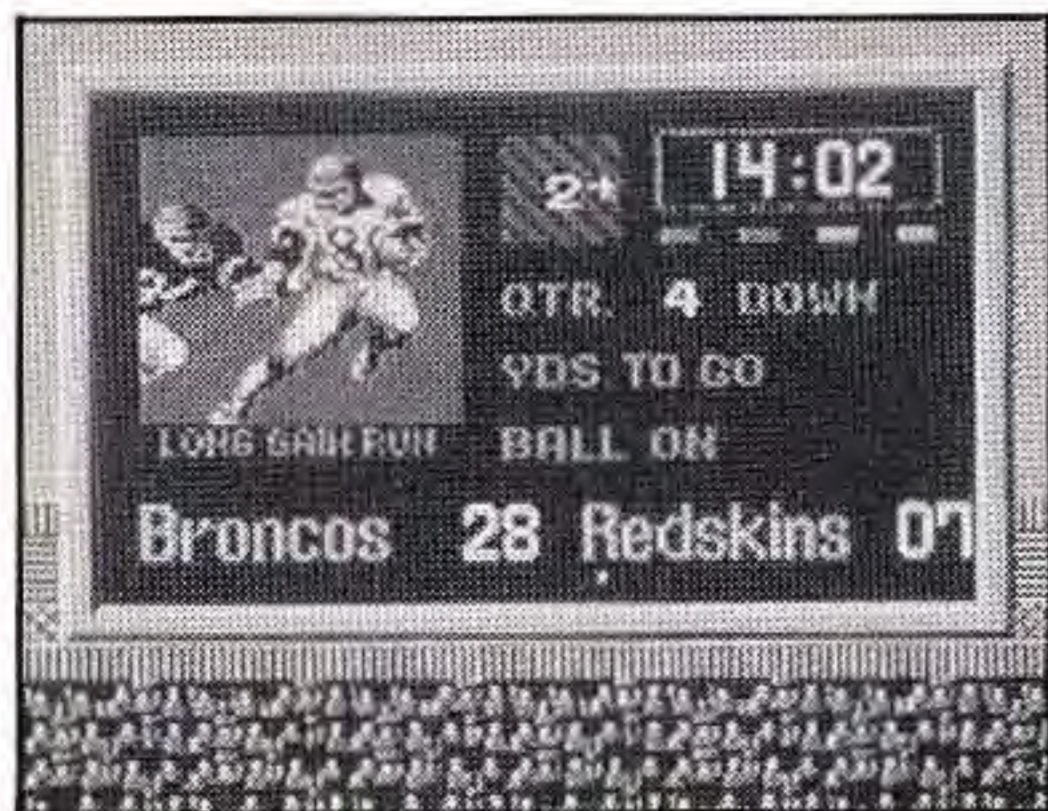 2*
14:02
QTR. 4 DOWN
YDS TO GO
LONG GAIN RUN
BALL ON
Broncos 28 Redskins 07